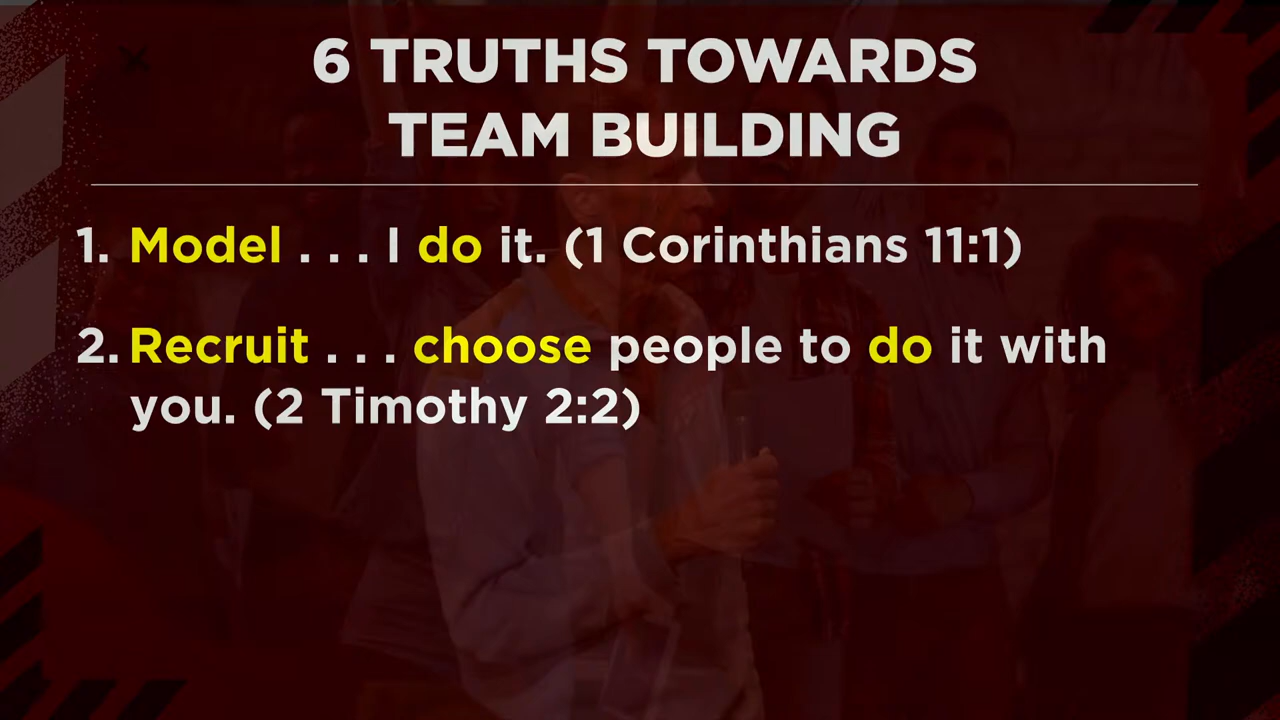 6 TRUTHS TOWARDS
TEAM BUILDING
1. Model . . . I do it. (1 Corinthians 11:1)
2. Recruit . . . choose people to do it with
you. (2 Timothy 2:2)